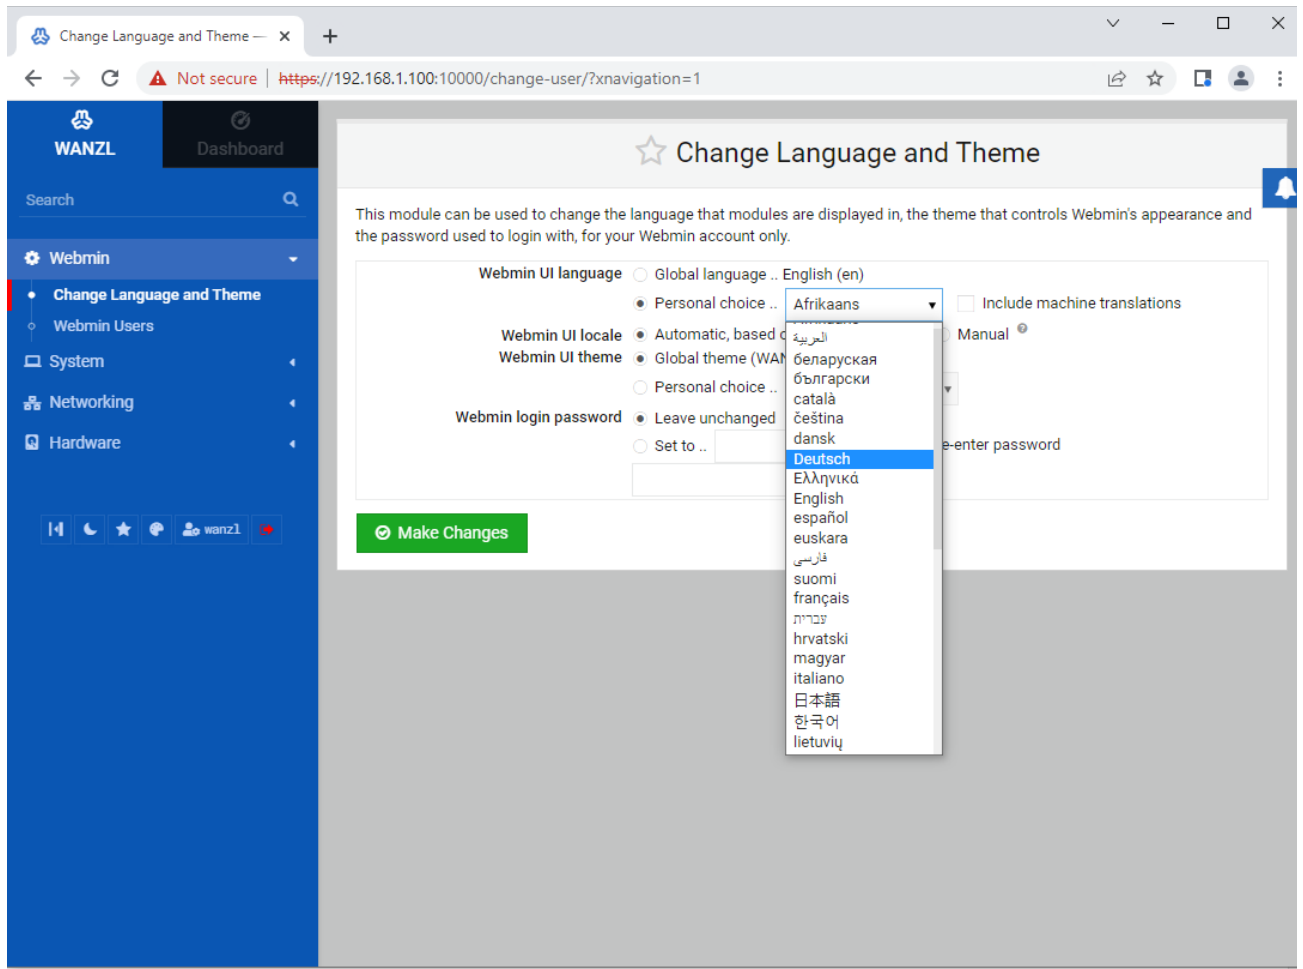 Change Language and Theme —
Not secure | https://192.168.1.100:10000/change-user/?xnavigation=1
WANZL
Dashboard
Search
Webmin
Change Language and Theme
Webmin Users
System
Networking
Hardware
wanzl
Change Language and Theme
This module can be used to change the language that modules are displayed in, the theme that controls Webmin's appearance and
the password used to login with, for your Webmin account only.
Webmin UI language Global language .. English (en)
Personal choice .. Afrikaans Include machine translations
Webmin UI locale Automatic, based Manual
Webmin UI theme Global theme
Personal choice ..
Webmin login password Leave unchanged
Set to .. password
العربية
беларуская
български
català
čeština
dansk
Deutsch
Ελληνικά
English
español
euskara
فارسی
suomi
français
עברית
hrvatski
magyar
italiano
日本語
한국어
lietuvių
Make Changes